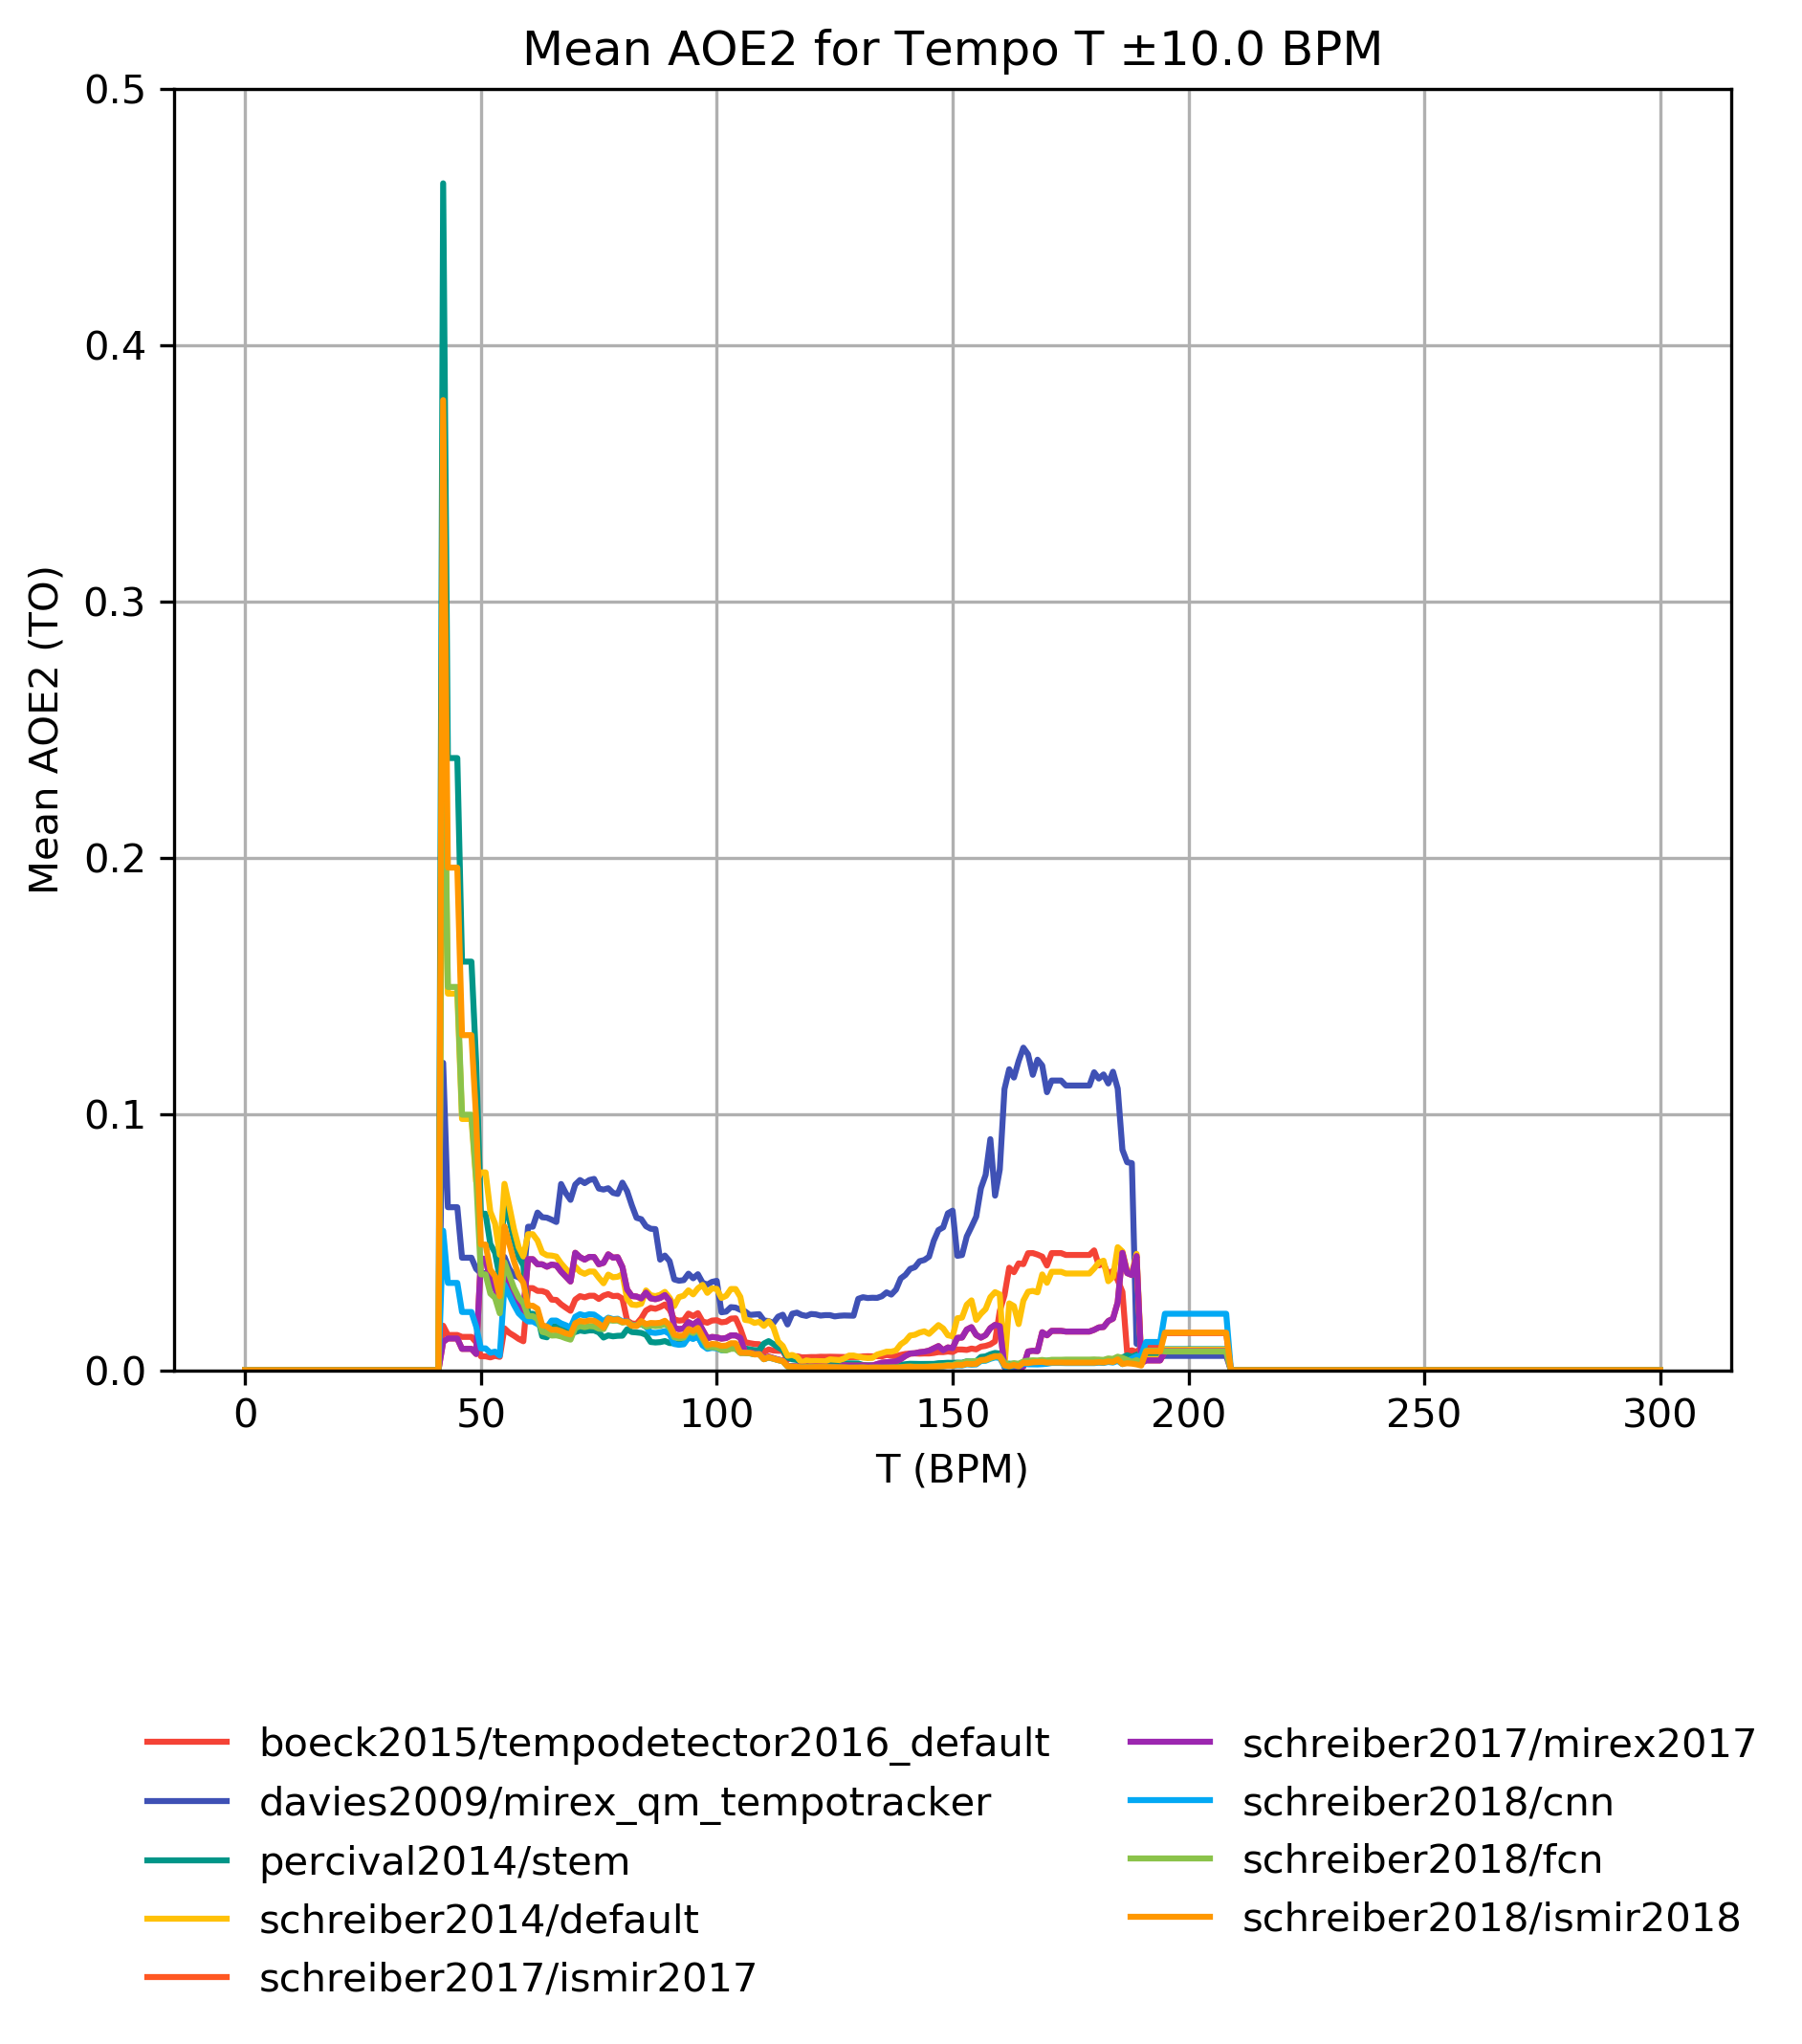 Mean AOE2 for Tempo T ±10.0 BPM
0.5
0.4
0.3
0.2
0.1
0.0
Mean AOE2 (TO)
0 50 100 150 200 250 300
T (BPM)
boeck2015/tempodetector2016_default
davies2009/mirex_qm_tempotracker
percival2014/stem
schreiber2014/default
schreiber2017/ismir2017
schreiber2017/mirex2017
schreiber2018/cnn
schreiber2018/fcn
schreiber2018/ismir2018